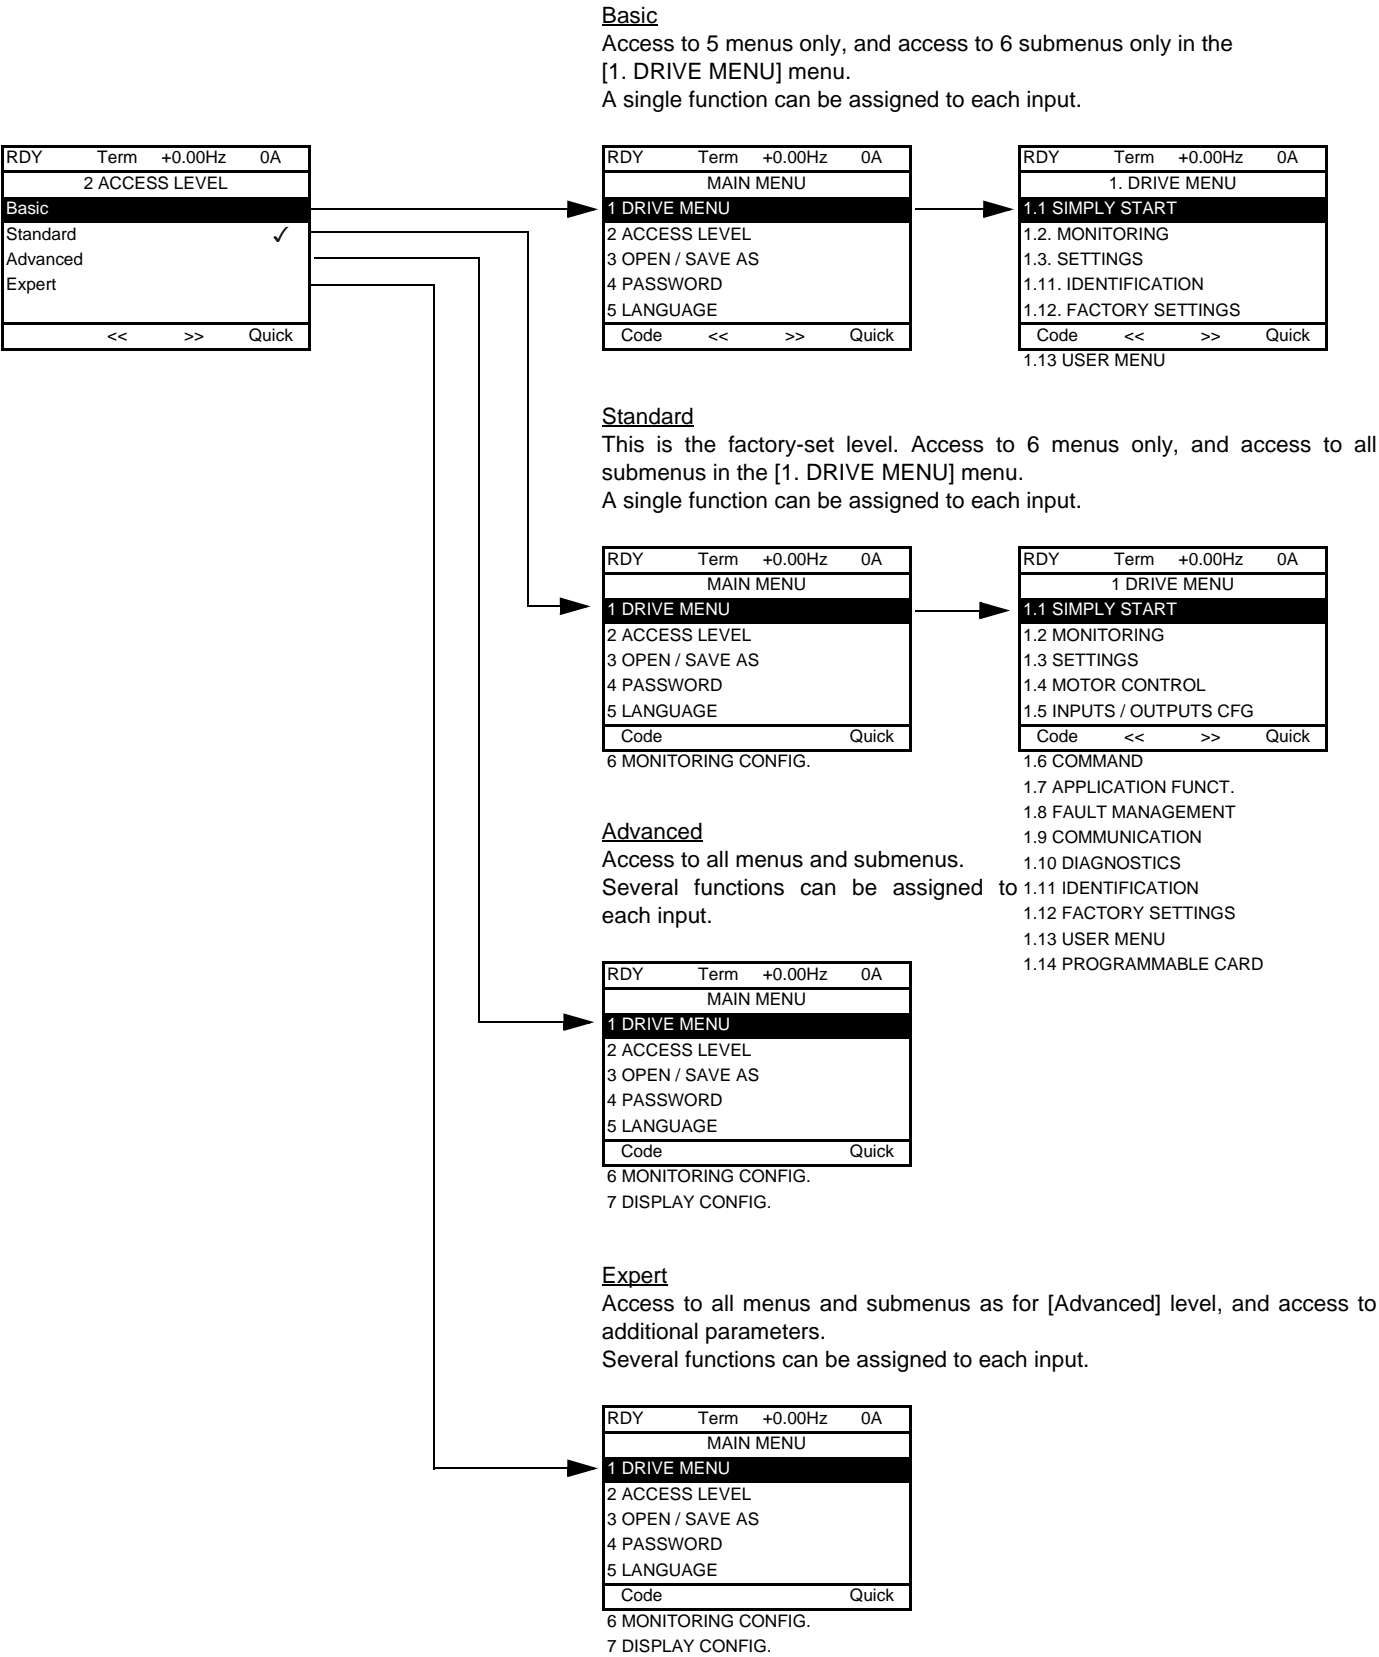 Basic
Access to 5 menus only, and access to 6 submenus only in the
[1. DRIVE MENU] menu.
A single function can be assigned to each input.
RDY Term +0.00Hz 0A
2 ACCESS LEVEL
Basic
Standard ✓
Advanced
Expert
<< >> Quick
RDY Term +0.00Hz 0A
MAIN MENU
1 DRIVE MENU
2 ACCESS LEVEL
3 OPEN / SAVE AS
4 PASSWORD
5 LANGUAGE
Code << >> Quick
RDY Term +0.00Hz 0A
1. DRIVE MENU
1.1 SIMPLY START
1.2. MONITORING
1.3. SETTINGS
1.11. IDENTIFICATION
1.12. FACTORY SETTINGS
Code << >> Quick
1.13 USER MENU
Standard
This is the factory-set level. Access to 6 menus only, and access to all
submenus in the [1. DRIVE MENU] menu.
A single function can be assigned to each input.
RDY Term +0.00Hz 0A
MAIN MENU
1 DRIVE MENU
2 ACCESS LEVEL
3 OPEN / SAVE AS
4 PASSWORD
5 LANGUAGE
Code Quick
6 MONITORING CONFIG.
RDY Term +0.00Hz 0A
1 DRIVE MENU
1.1 SIMPLY START
1.2 MONITORING
1.3 SETTINGS
1.4 MOTOR CONTROL
1.5 INPUTS / OUTPUTS CFG
Code << >> Quick
1.6 COMMAND
1.7 APPLICATION FUNCT.
1.8 FAULT MANAGEMENT
1.9 COMMUNICATION
1.10 DIAGNOSTICS
1.11 IDENTIFICATION
1.12 FACTORY SETTINGS
1.13 USER MENU
1.14 PROGRAMMABLE CARD
Advanced
Access to all menus and submenus.
Several functions can be assigned to
each input.
RDY Term +0.00Hz 0A
MAIN MENU
1 DRIVE MENU
2 ACCESS LEVEL
3 OPEN / SAVE AS
4 PASSWORD
5 LANGUAGE
Code Quick
6 MONITORING CONFIG.
7 DISPLAY CONFIG.
Expert
Access to all menus and submenus as for [Advanced] level, and access to
additional parameters.
Several functions can be assigned to each input.
RDY Term +0.00Hz 0A
MAIN MENU
1 DRIVE MENU
2 ACCESS LEVEL
3 OPEN / SAVE AS
4 PASSWORD
5 LANGUAGE
Code Quick
6 MONITORING CONFIG.
7 DISPLAY CONFIG.